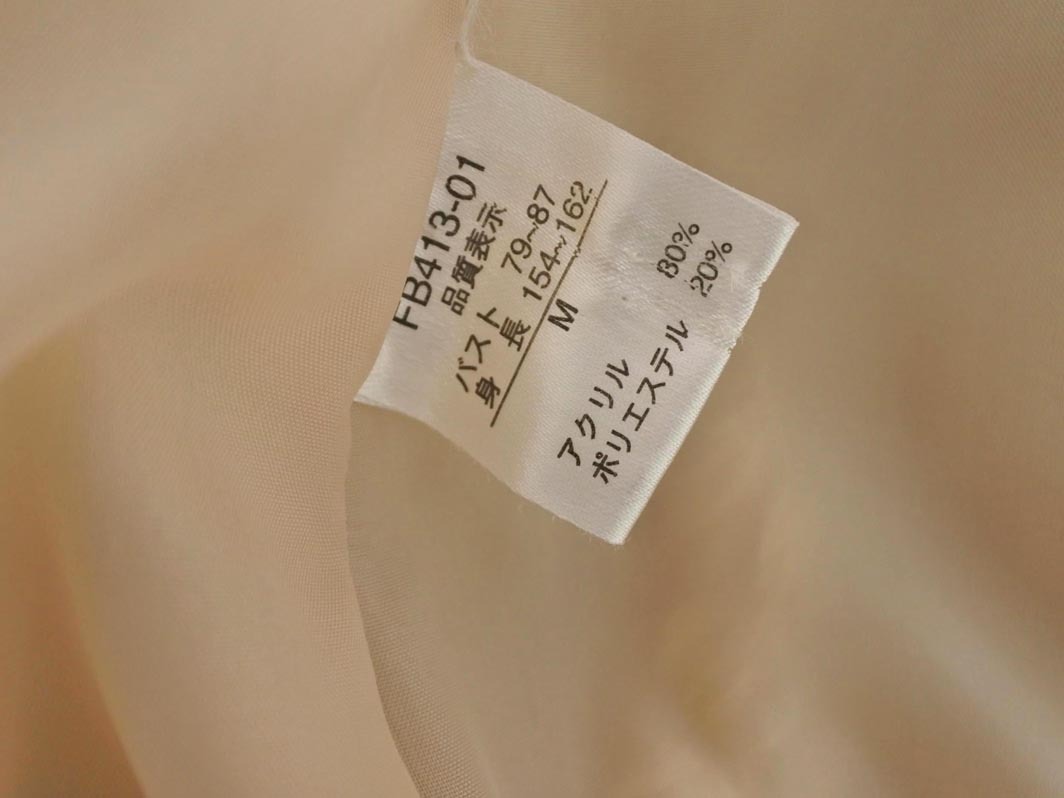 FB413-01
品質表示
バスト 79~87
身長 154~162
M
アクリル 80%
ポリエステル 20%